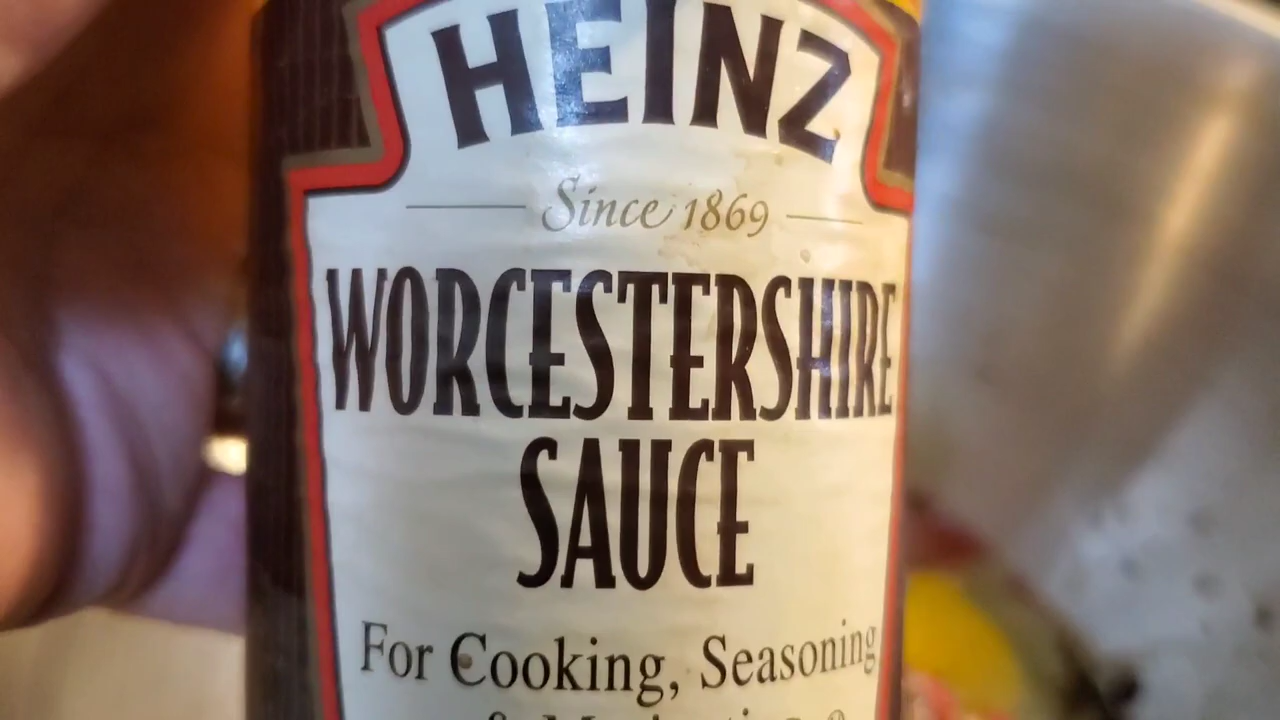 HEINZ
Since 1869
WORCESTERSHIRE
SAUCE
For Cooking, Seasoning
&